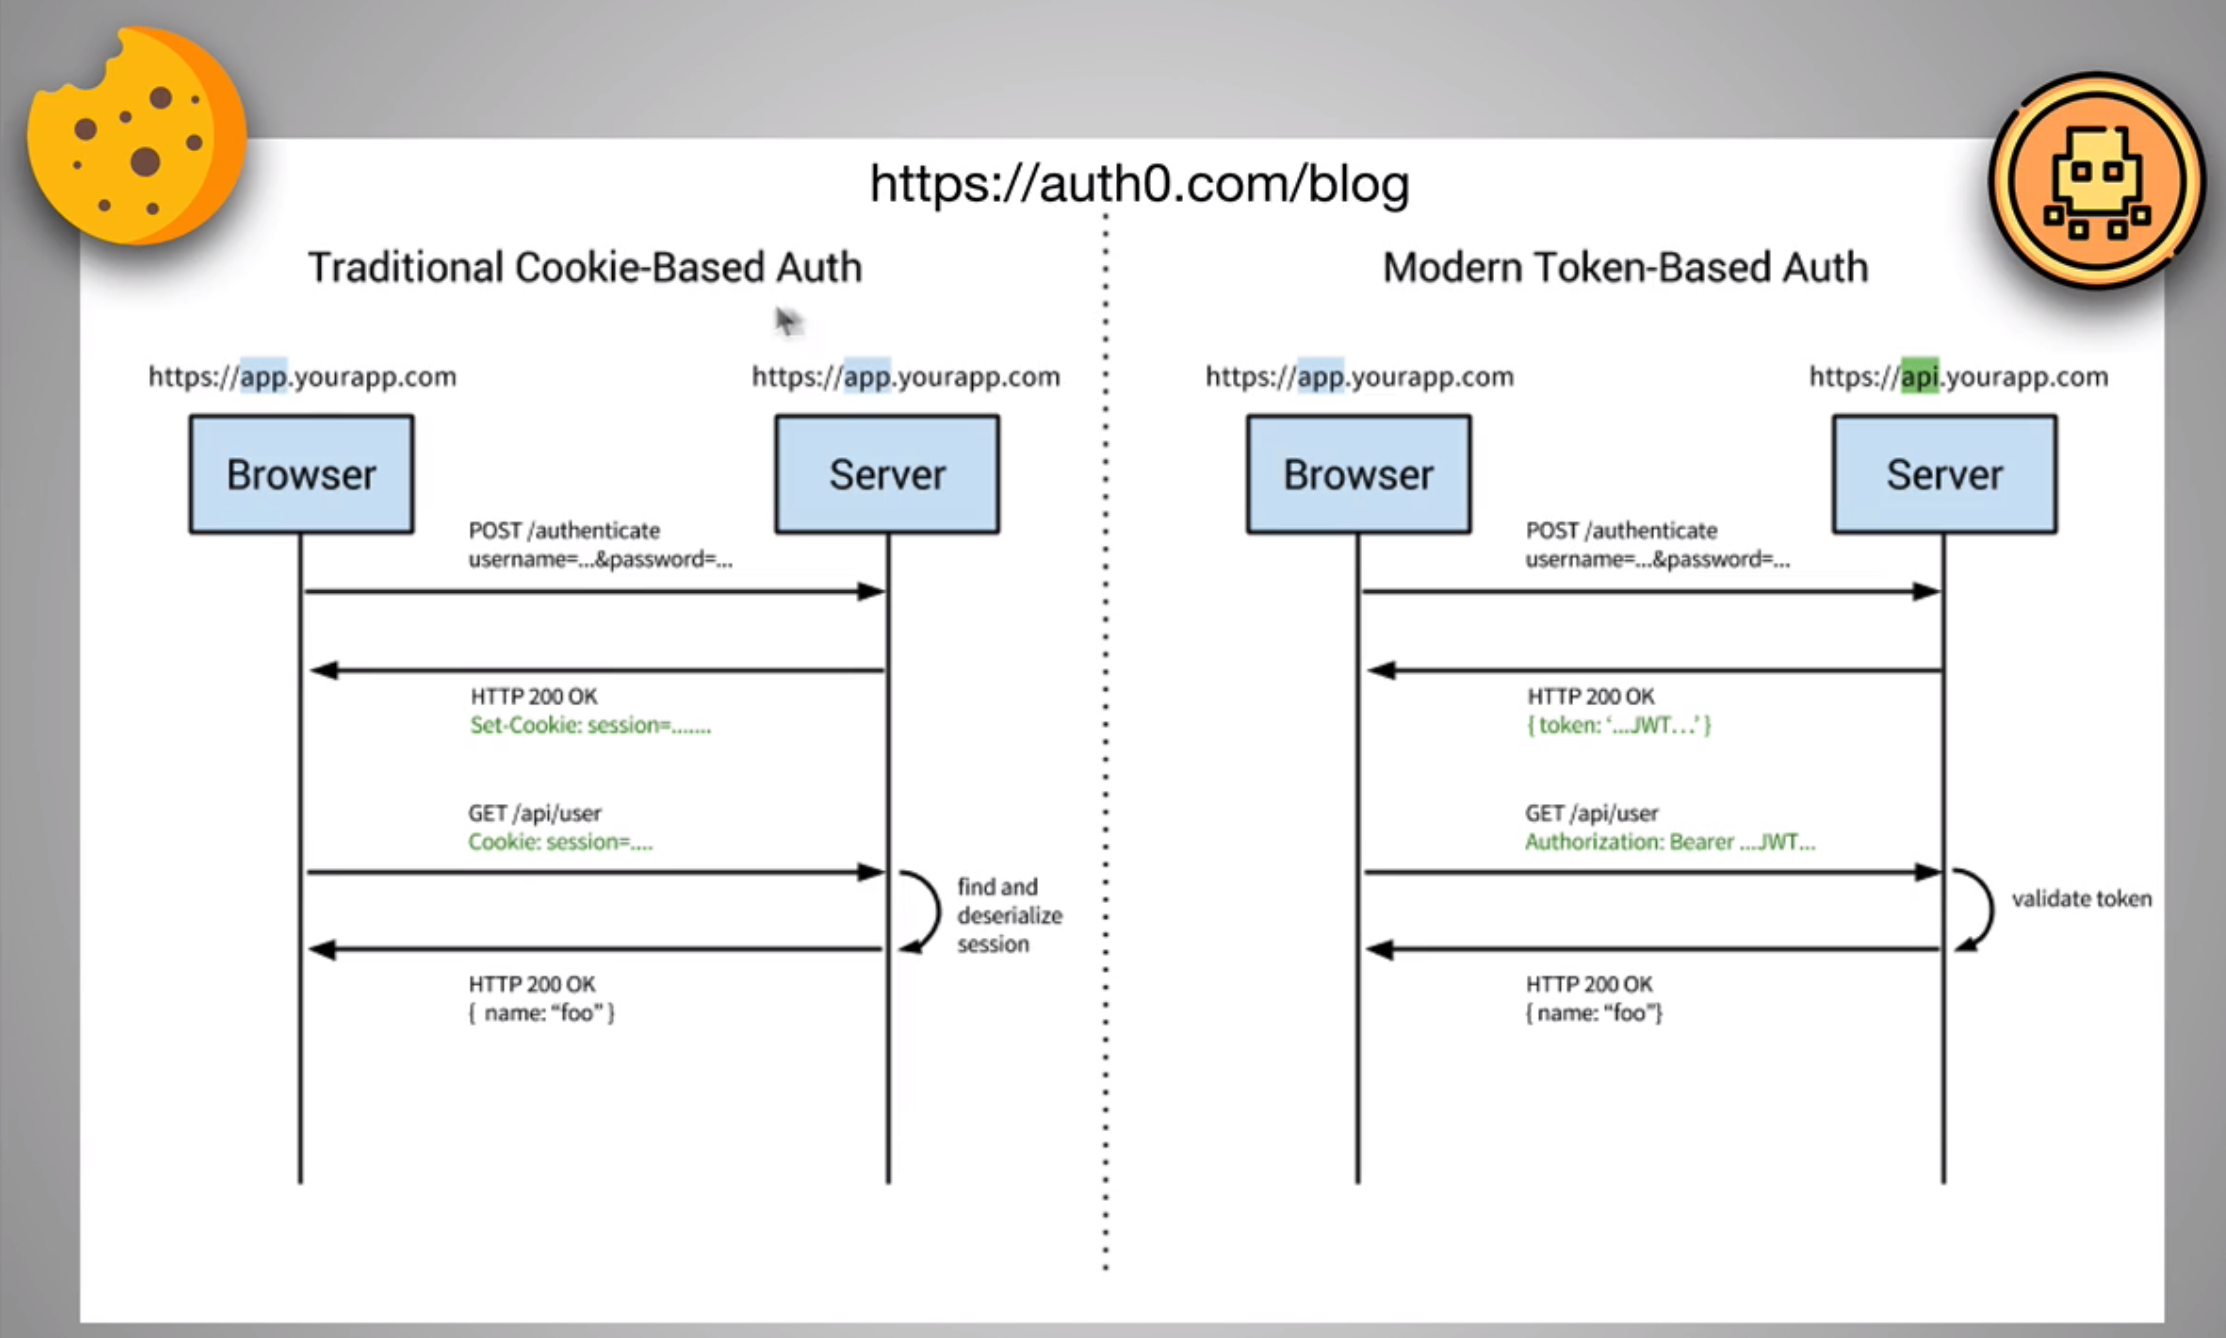 https://auth0.com/blog
Traditional Cookie-Based Auth
https://app.yourapp.com
https://app.yourapp.com
Browser
Server
POST /authenticate
username=...&password=...
HTTP 200 OK
Set-Cookie: session=.......
GET /api/user
Cookie: session=....
find and
deserialize
session
HTTP 200 OK
{ name: “foo” }
Modern Token-Based Auth
https://app.yourapp.com
https://api.yourapp.com
Browser
Server
POST /authenticate
username=...&password=...
HTTP 200 OK
{ token: ‘...JWT...’ }
GET /api/user
Authorization: Bearer ...JWT...
validate token
HTTP 200 OK
{ name: “foo”}